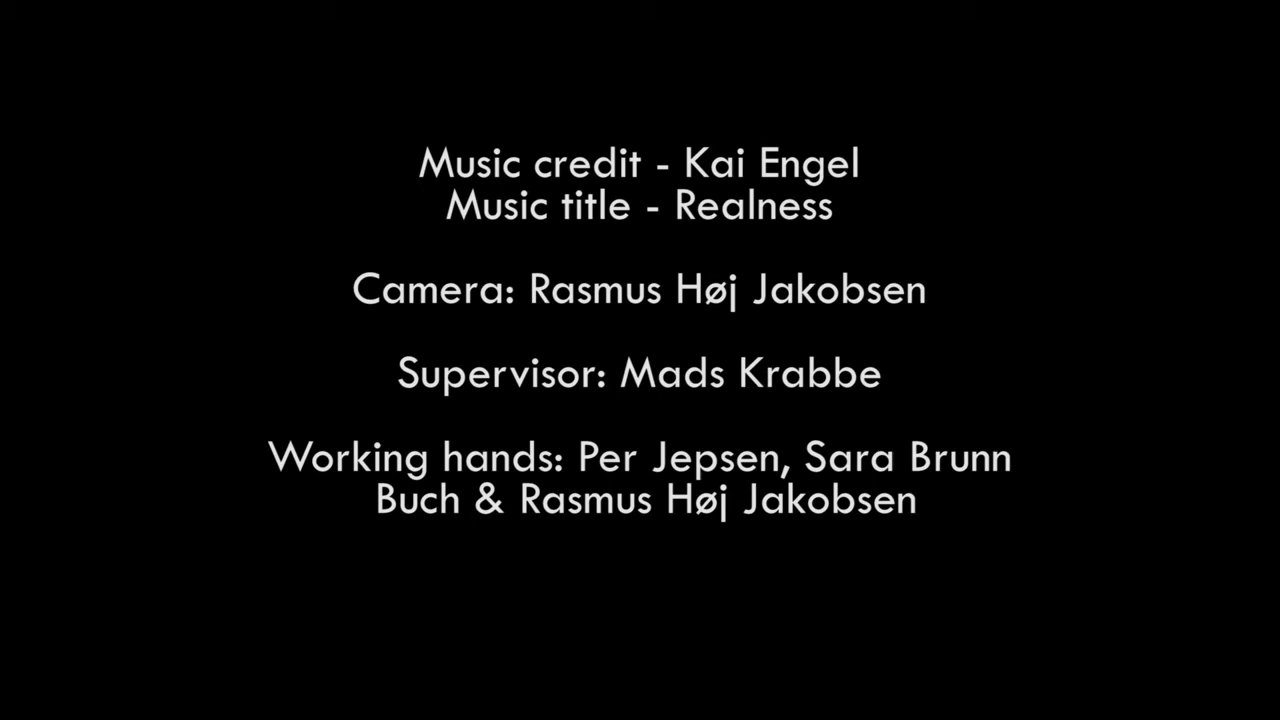 Music credit - Kai Engel
Music title - Realness
Camera: Rasmus Høj Jakobsen
Supervisor: Mads Krabbe
Working hands: Per Jepsen, Sara Brunn
Buch & Rasmus Høj Jakobsen